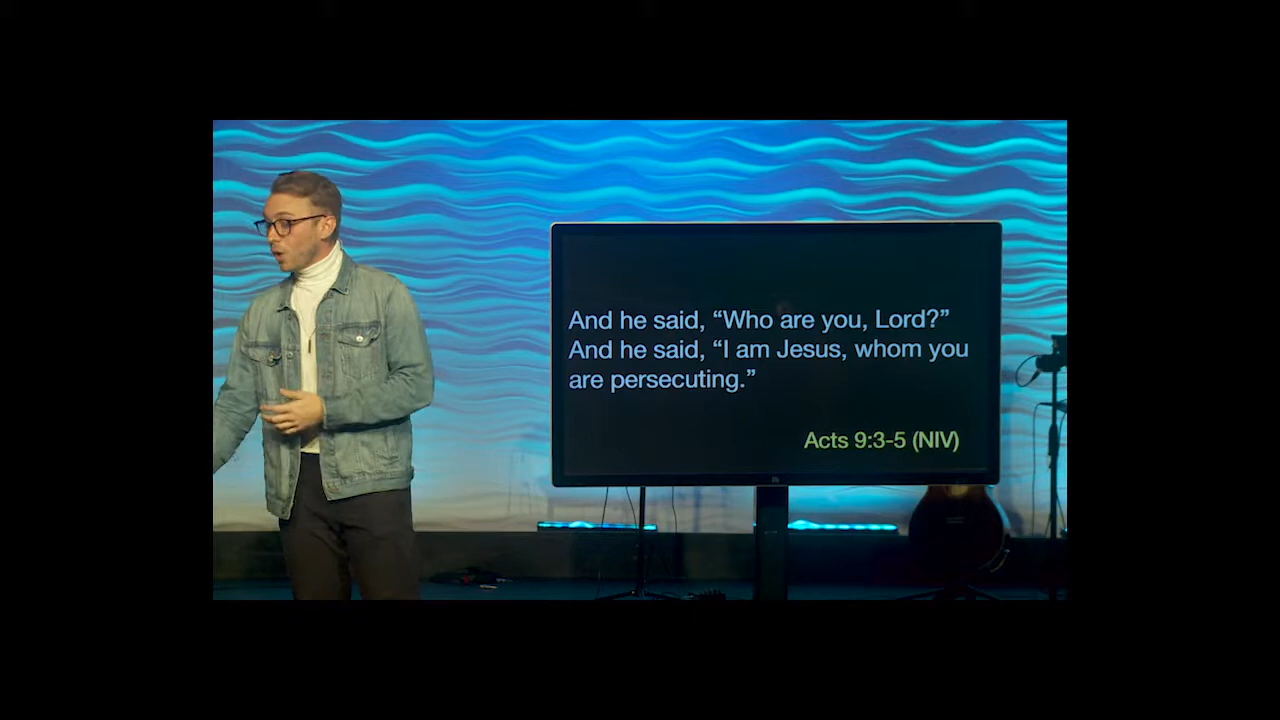 And he said, “Who are you, Lord?”
And he said, “I am Jesus, whom you
are persecuting.”
Acts 9:3-5 (NIV)